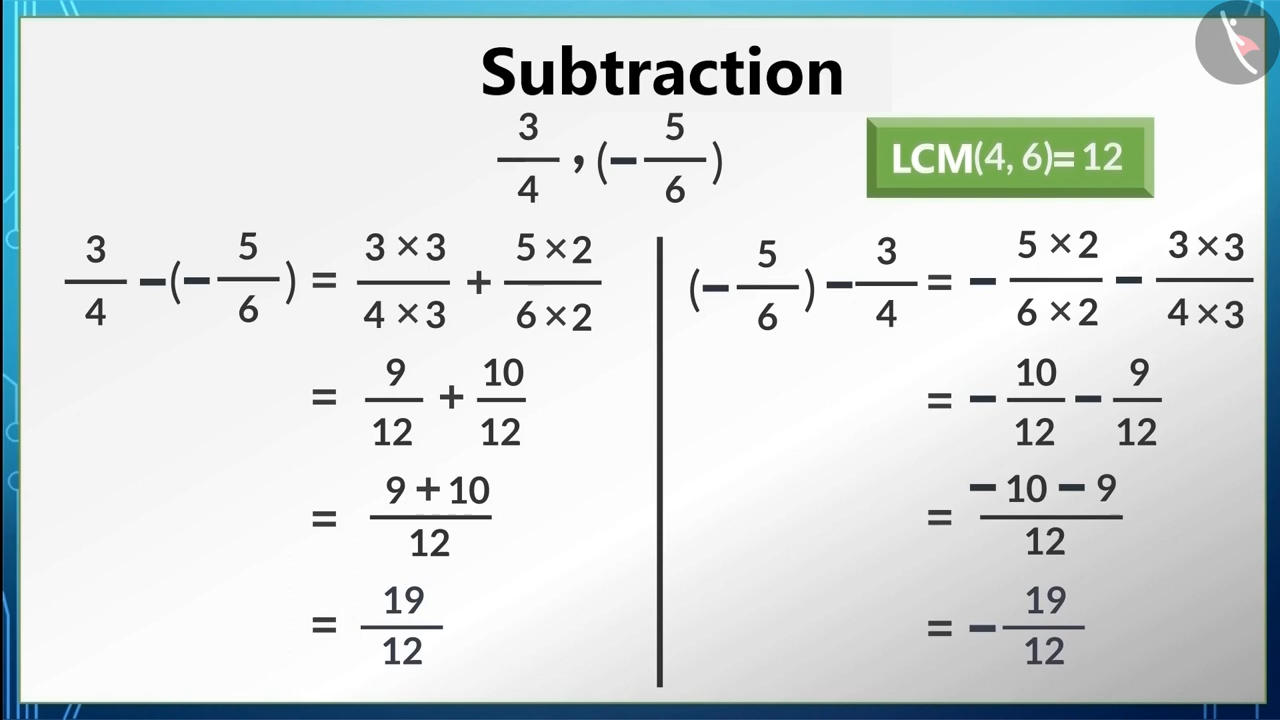 Subtraction
3/4 , (- 5/6)
LCM(4, 6)= 12
3/4 - (- 5/6) = 3 × 3/4 × 3 + 5 × 2/6 × 2
= 9/12 + 10/12
= 9 + 10/12
= 19/12
(- 5/6) - 3/4 = - 5 × 2/6 × 2 - 3 × 3/4 × 3
= - 10/12 - 9/12
= - 10 - 9/12
= - 19/12